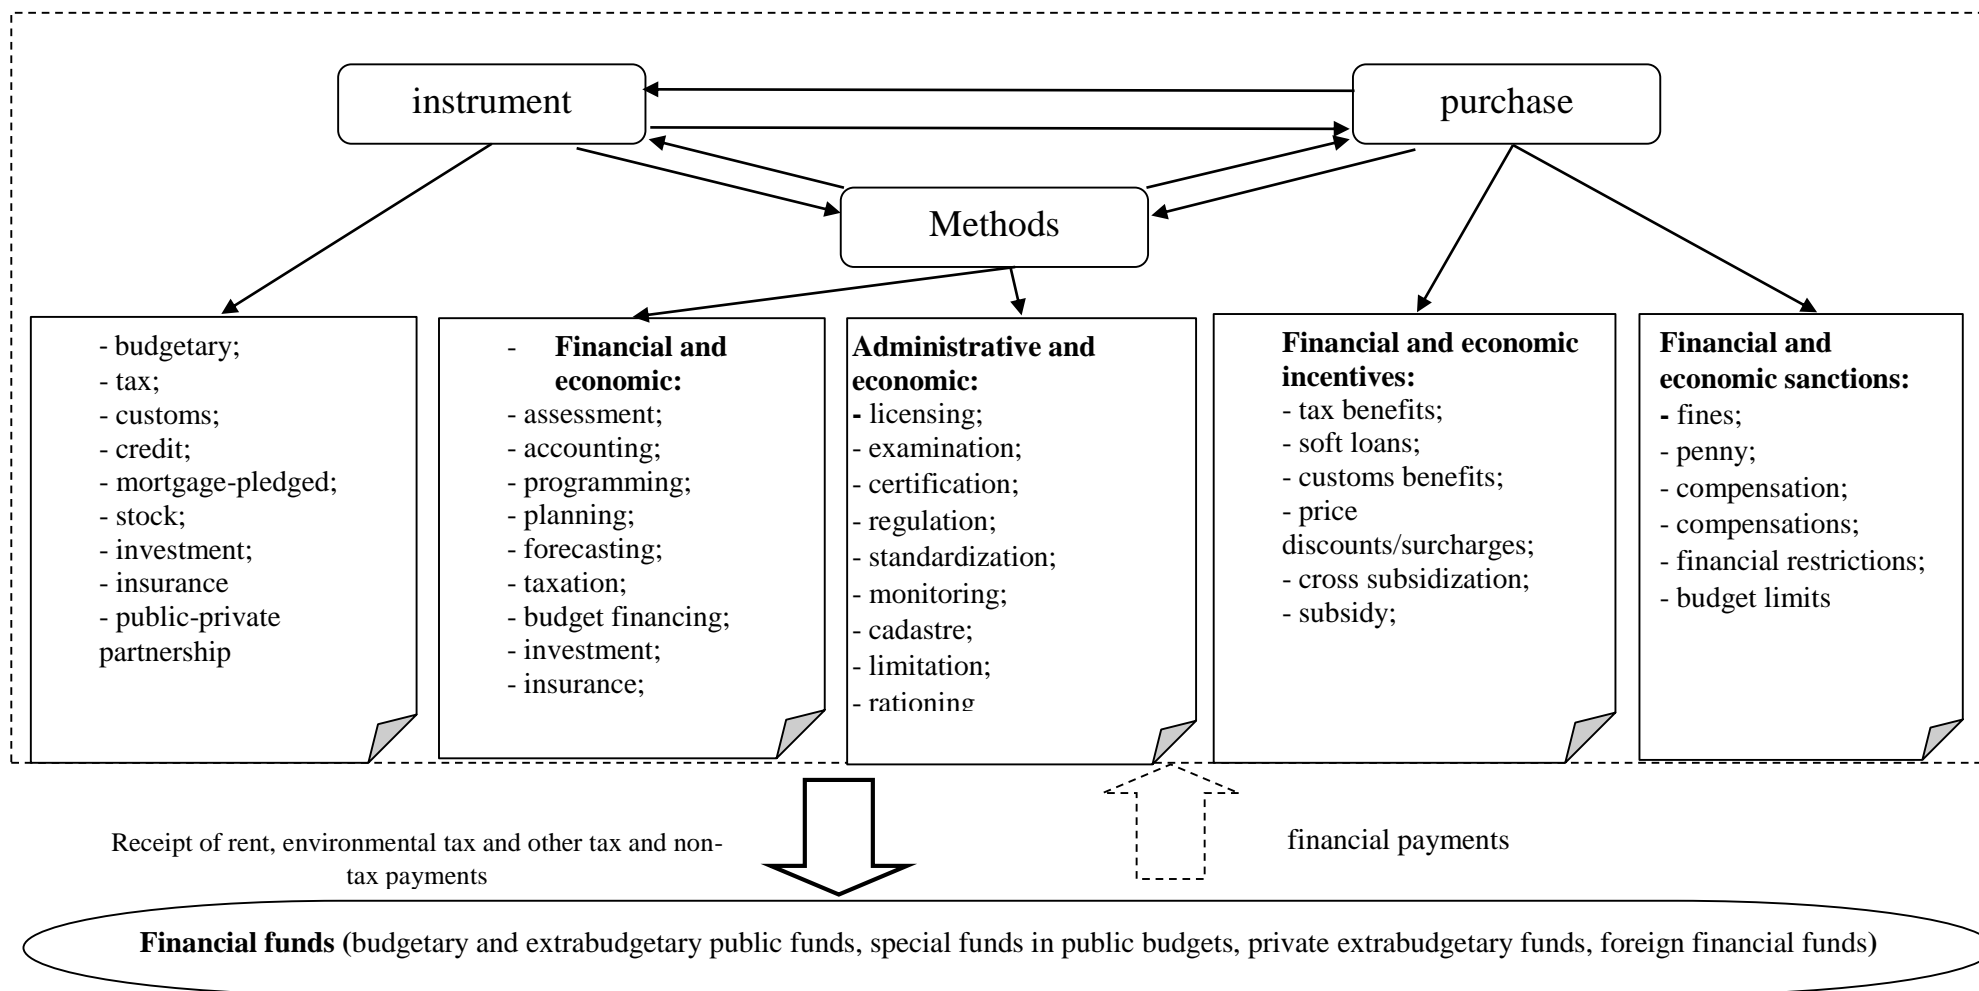 instrument
purchase
Methods
- budgetary;
- tax;
- customs;
- credit;
- mortgage-pledged;
- stock;
- investment;
- insurance
- public-private
partnership
- Financial and
economic:
- assessment;
- accounting;
- programming;
- planning;
- forecasting;
- taxation;
- budget financing;
- investment;
- insurance;
Administrative and
economic:
- licensing;
- examination;
- certification;
- regulation;
- standardization;
- monitoring;
- cadastre;
- limitation;
- rationing
Financial and economic
incentives:
- tax benefits;
- soft loans;
- customs benefits;
- price
discounts/surcharges;
- cross subsidization;
- subsidy;
Financial and
economic sanctions:
- fines;
- penny;
- compensation;
- compensations;
- financial restrictions;
- budget limits
Receipt of rent, environmental tax and other tax and non-
tax payments
financial payments
Financial funds (budgetary and extrabudgetary public funds, special funds in public budgets, private extrabudgetary funds, foreign financial funds)